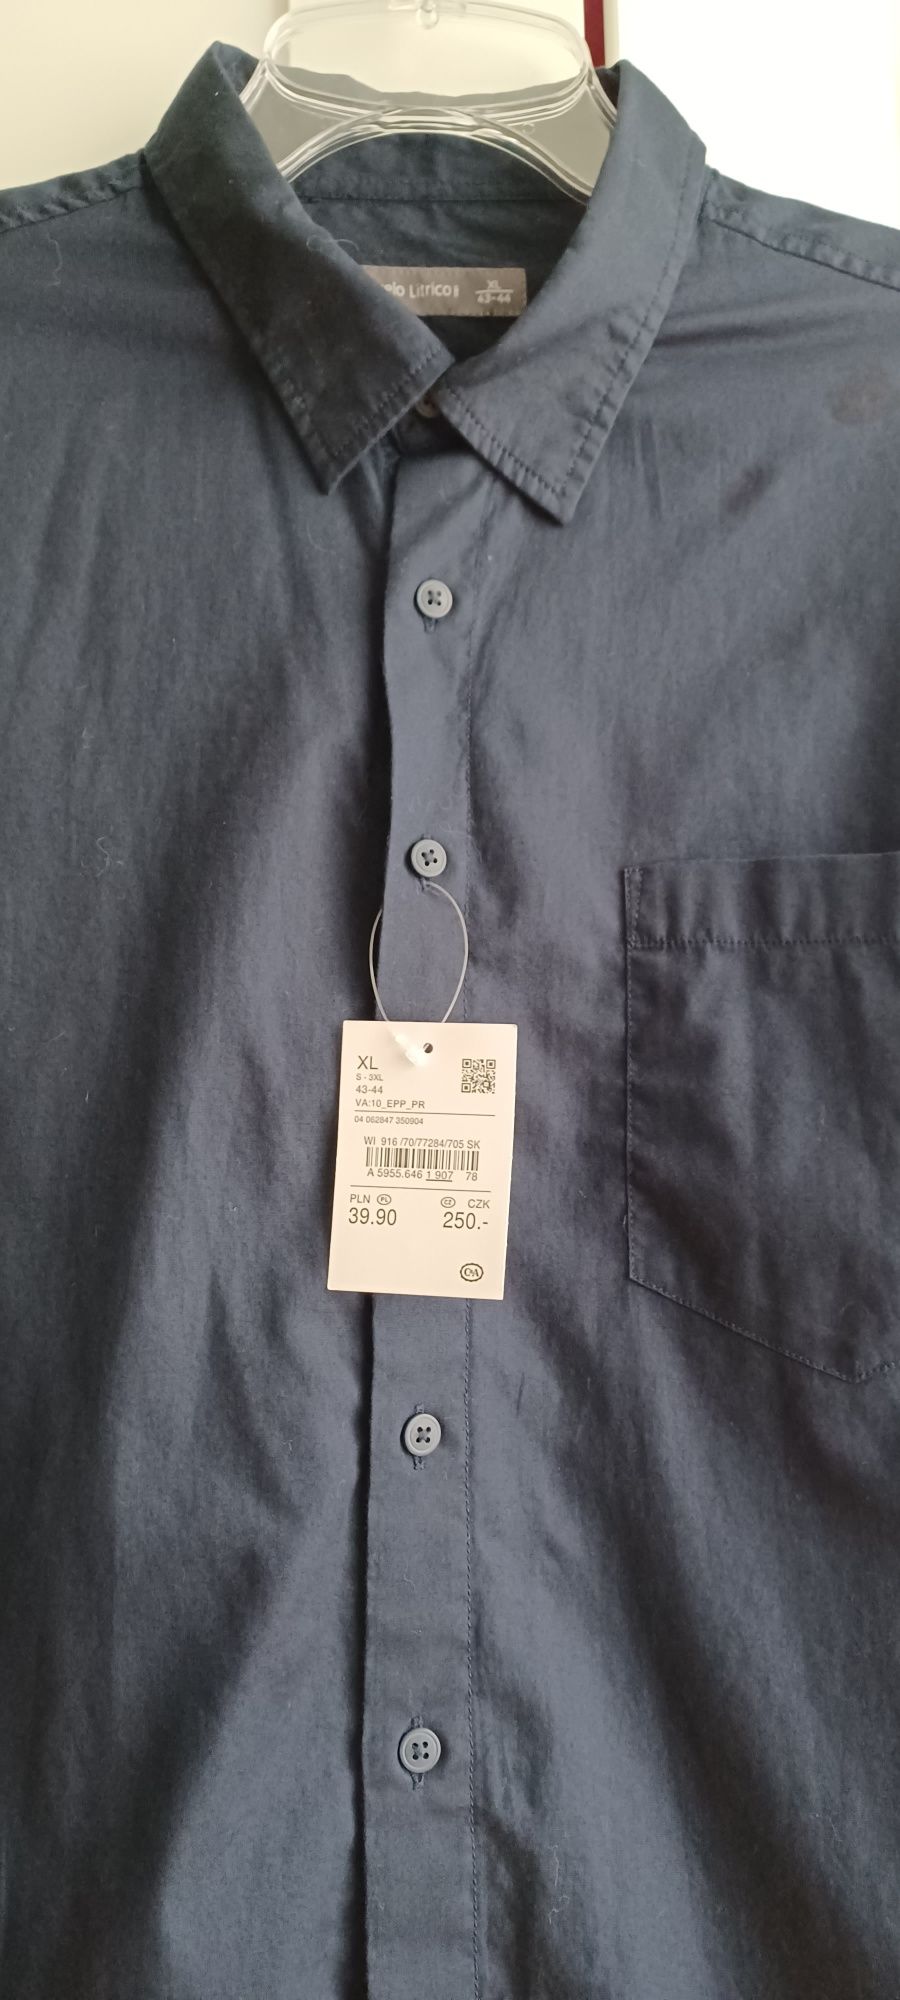 Litrico
XL
43-44
XL
S - 3XL
43-44
VA:10_EPP_PR
04 062847 350904
WI 916 /70/77284/705 SK
A 5955.646 1 907 78
PLN PL CZ CZK
39.90 250.-
C&A